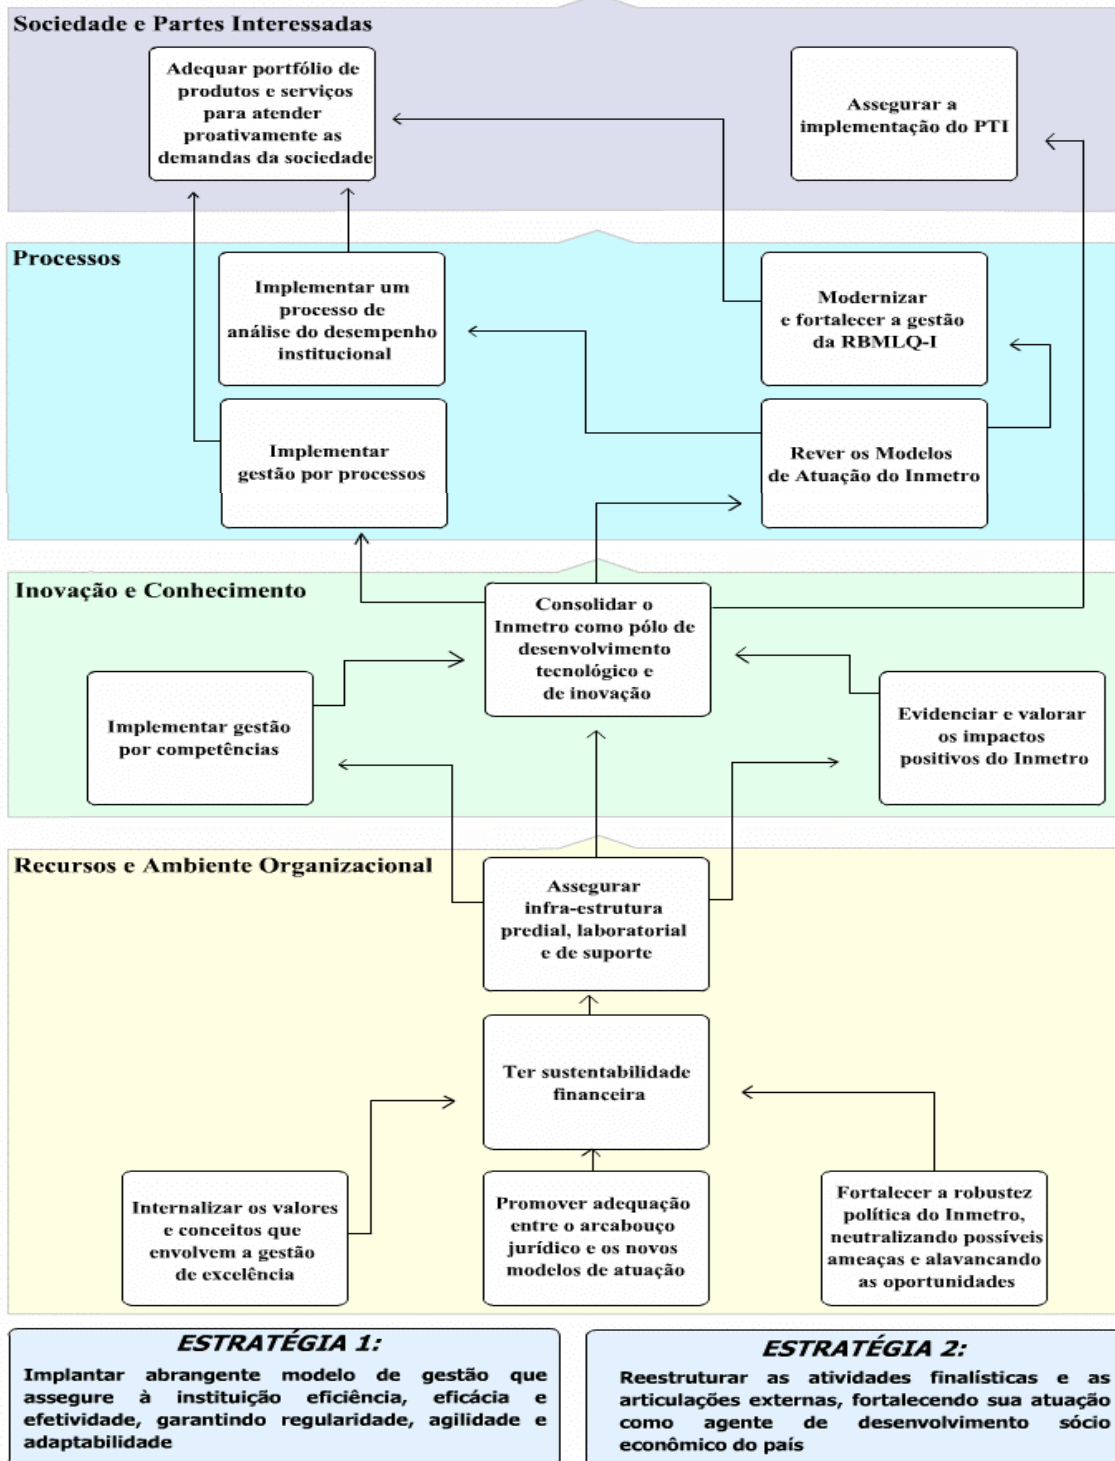 Sociedade e Partes Interessadas
Adequar portfólio de
produtos e serviços
para atender
proativamente as
demandas da sociedade
Assegurar a
implementação do PTI
Processos
Implementar um
processo de
análise do desempenho
institucional
Modernizar
e fortalecer a gestão
da RBMLQ-I
Implementar
gestão por processos
Rever os Modelos
de Atuação do Inmetro
Inovação e Conhecimento
Consolidar o
Inmetro como pólo de
desenvolvimento
tecnológico e
de inovação
Implementar gestão
por competências
Evidenciar e valorar
os impactos
positivos do Inmetro
Recursos e Ambiente Organizacional
Assegurar
infra-estrutura
predial, laboratorial
e de suporte
Ter sustentabilidade
financeira
Internalizar os valores
e conceitos que
envolvem a gestão
de excelência
Promover adequação
entre o arcabouço
jurídico e os novos
modelos de atuação
Fortalecer a robustez
política do Inmetro,
neutralizando possíveis
ameaças e alavancando
as oportunidades
ESTRATÉGIA 1:
Implantar abrangente modelo de gestão que
assegure à instituição eficiência, eficácia e
efetividade, garantindo regularidade, agilidade e
adaptabilidade
ESTRATÉGIA 2:
Reestruturar as atividades finalísticas e as
articulações externas, fortalecendo sua atuação
como agente de desenvolvimento sócio
econômico do país